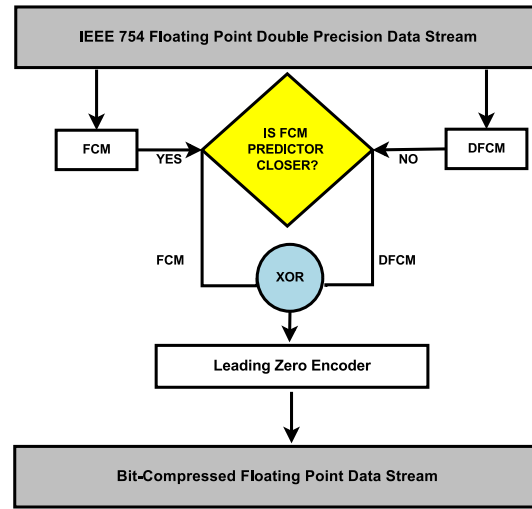 IEEE 754 Floating Point Double Precision Data Stream
IS FCM
PREDICTOR
CLOSER?
FCM
YES
NO
DFCM
FCM
DFCM
XOR
Leading Zero Encoder
Bit-Compressed Floating Point Data Stream